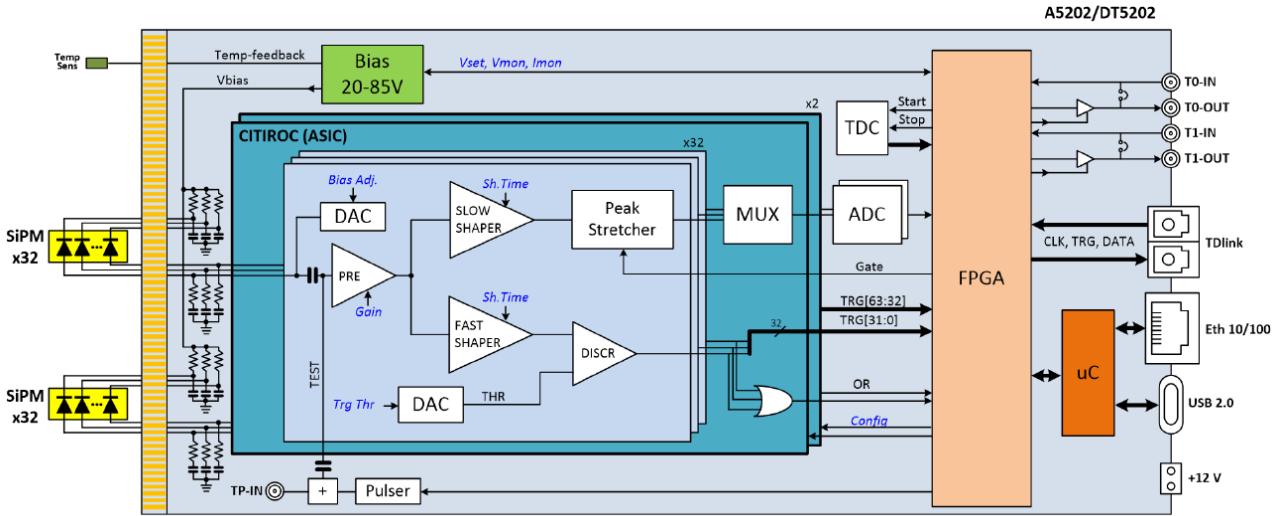 A5202/DT5202
Temp
Sens
Temp-feedback
Vbias
Bias
20-85V
Vset, Vmon, Imon
T0-IN
T0-OUT
T1-IN
T1-OUT
x2
CITIROC (ASIC)
x32
Start
Stop
TDC
Bias Adj.
DAC
Sh.Time
SLOW
SHAPER
Peak
Stretcher
MUX
ADC
FPGA
CLK, TRG, DATA
TDlink
SiPM
x32
PRE
Gain
Gate
TRG[63:32]
TRG[31:0]
32
Sh.Time
FAST
SHAPER
DISCR
Eth 10/100
uC
TEST
SiPM
x32
Trg Thr
DAC
THR
OR
Config
USB 2.0
TP-IN
+
Pulser
+12 V